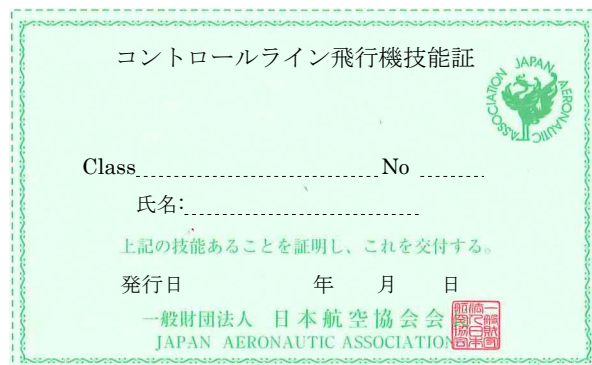 コントロールライン飛行機技能証
JAPAN AERONAUTIC ASSOCIATION
Class No
氏名:
上記の技能あることを証明し、これを交付する。
発行日 年 月 日
一般財団法人 日本航空協会会
JAPAN AERONAUTIC ASSOCIATION